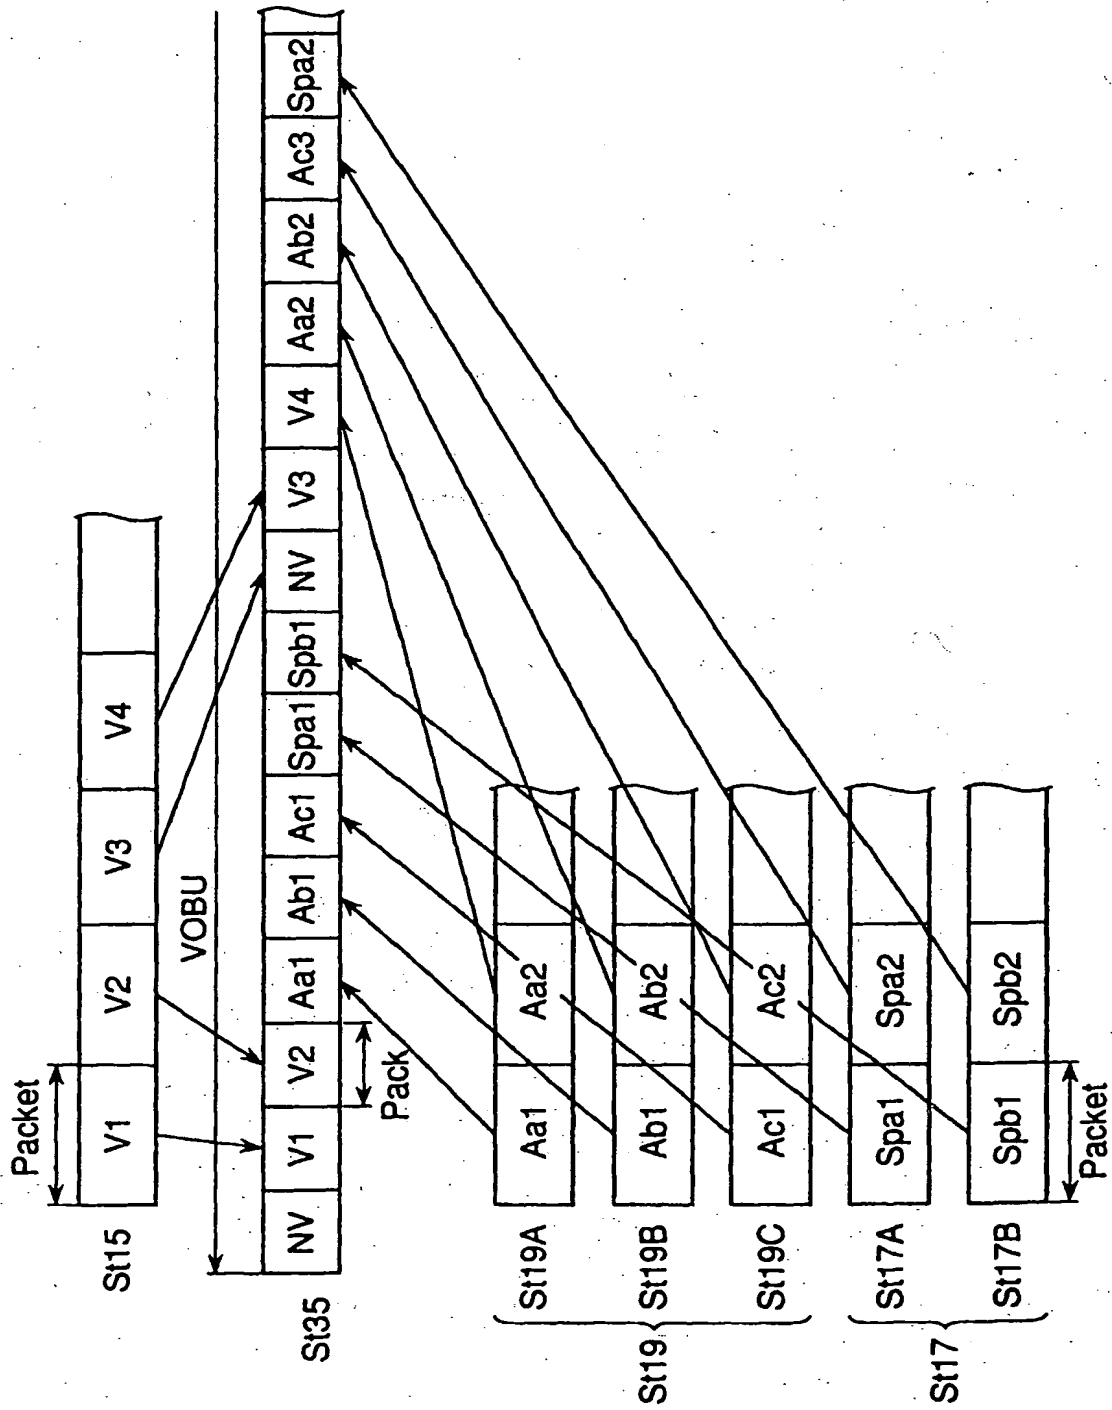 Packet
St15 V1 V2 V3 V4
VOBU
St35 NV V1 V2 Aa1 Ab1 Ac1 Spa1 Spb1 NV V3 V4 Aa2 Ab2 Ac3 Spa2
Pack
St19
St19A Aa1 Aa2
St19B Ab1 Ab2
St19C Ac1 Ac2
St17
St17A Spa1 Spa2
St17B Spb1 Spb2
Packet